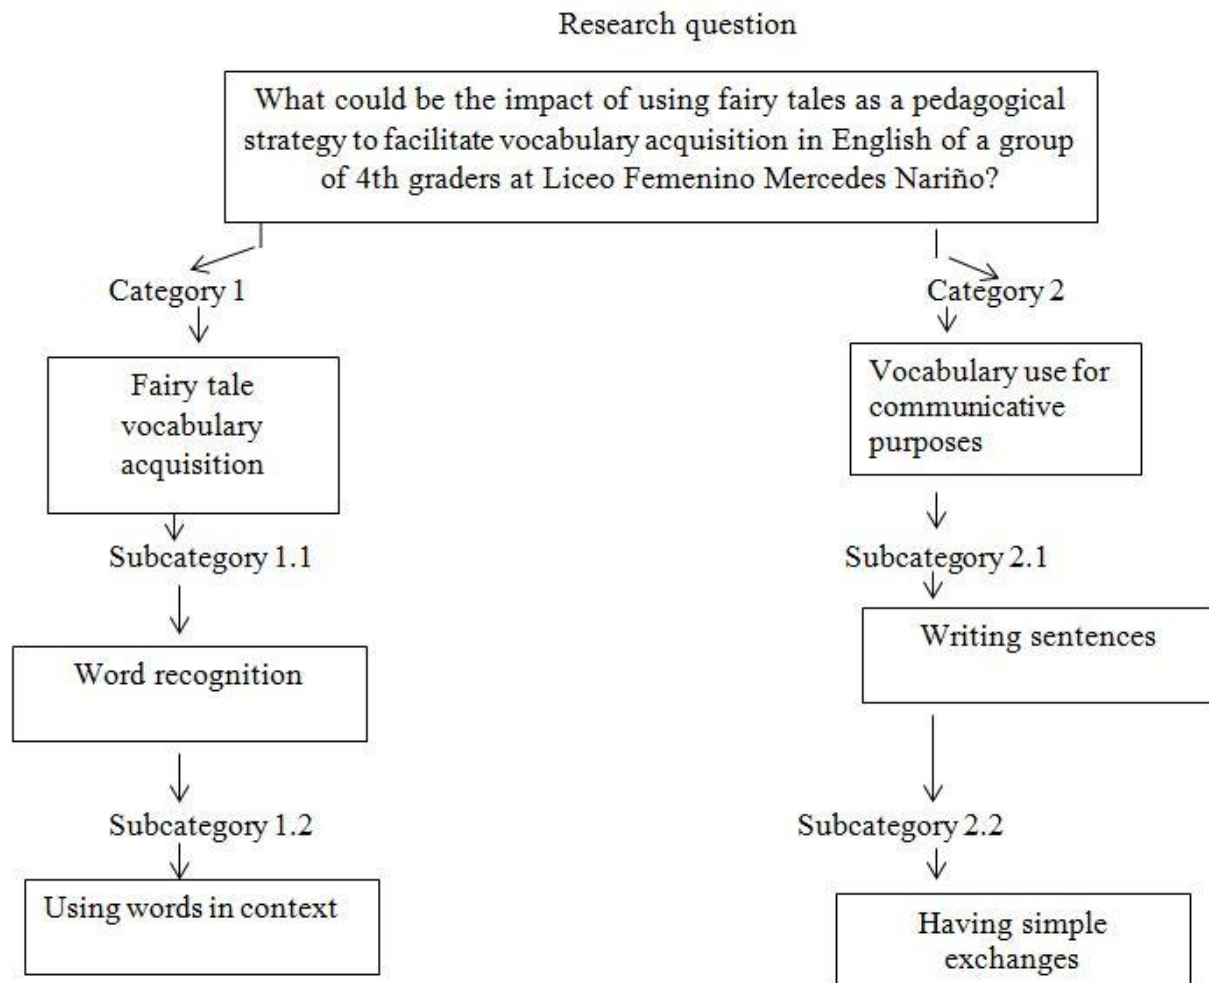 Research question
What could be the impact of using fairy tales as a pedagogical
strategy to facilitate vocabulary acquisition in English of a group
of 4th graders at Liceo Femenino Mercedes Nariño?
Category 1
Fairy tale
vocabulary
acquisition
Subcategory 1.1
Word recognition
Subcategory 1.2
Using words in context
Category 2
Vocabulary use for
communicative
purposes
Subcategory 2.1
Writing sentences
Subcategory 2.2
Having simple
exchanges